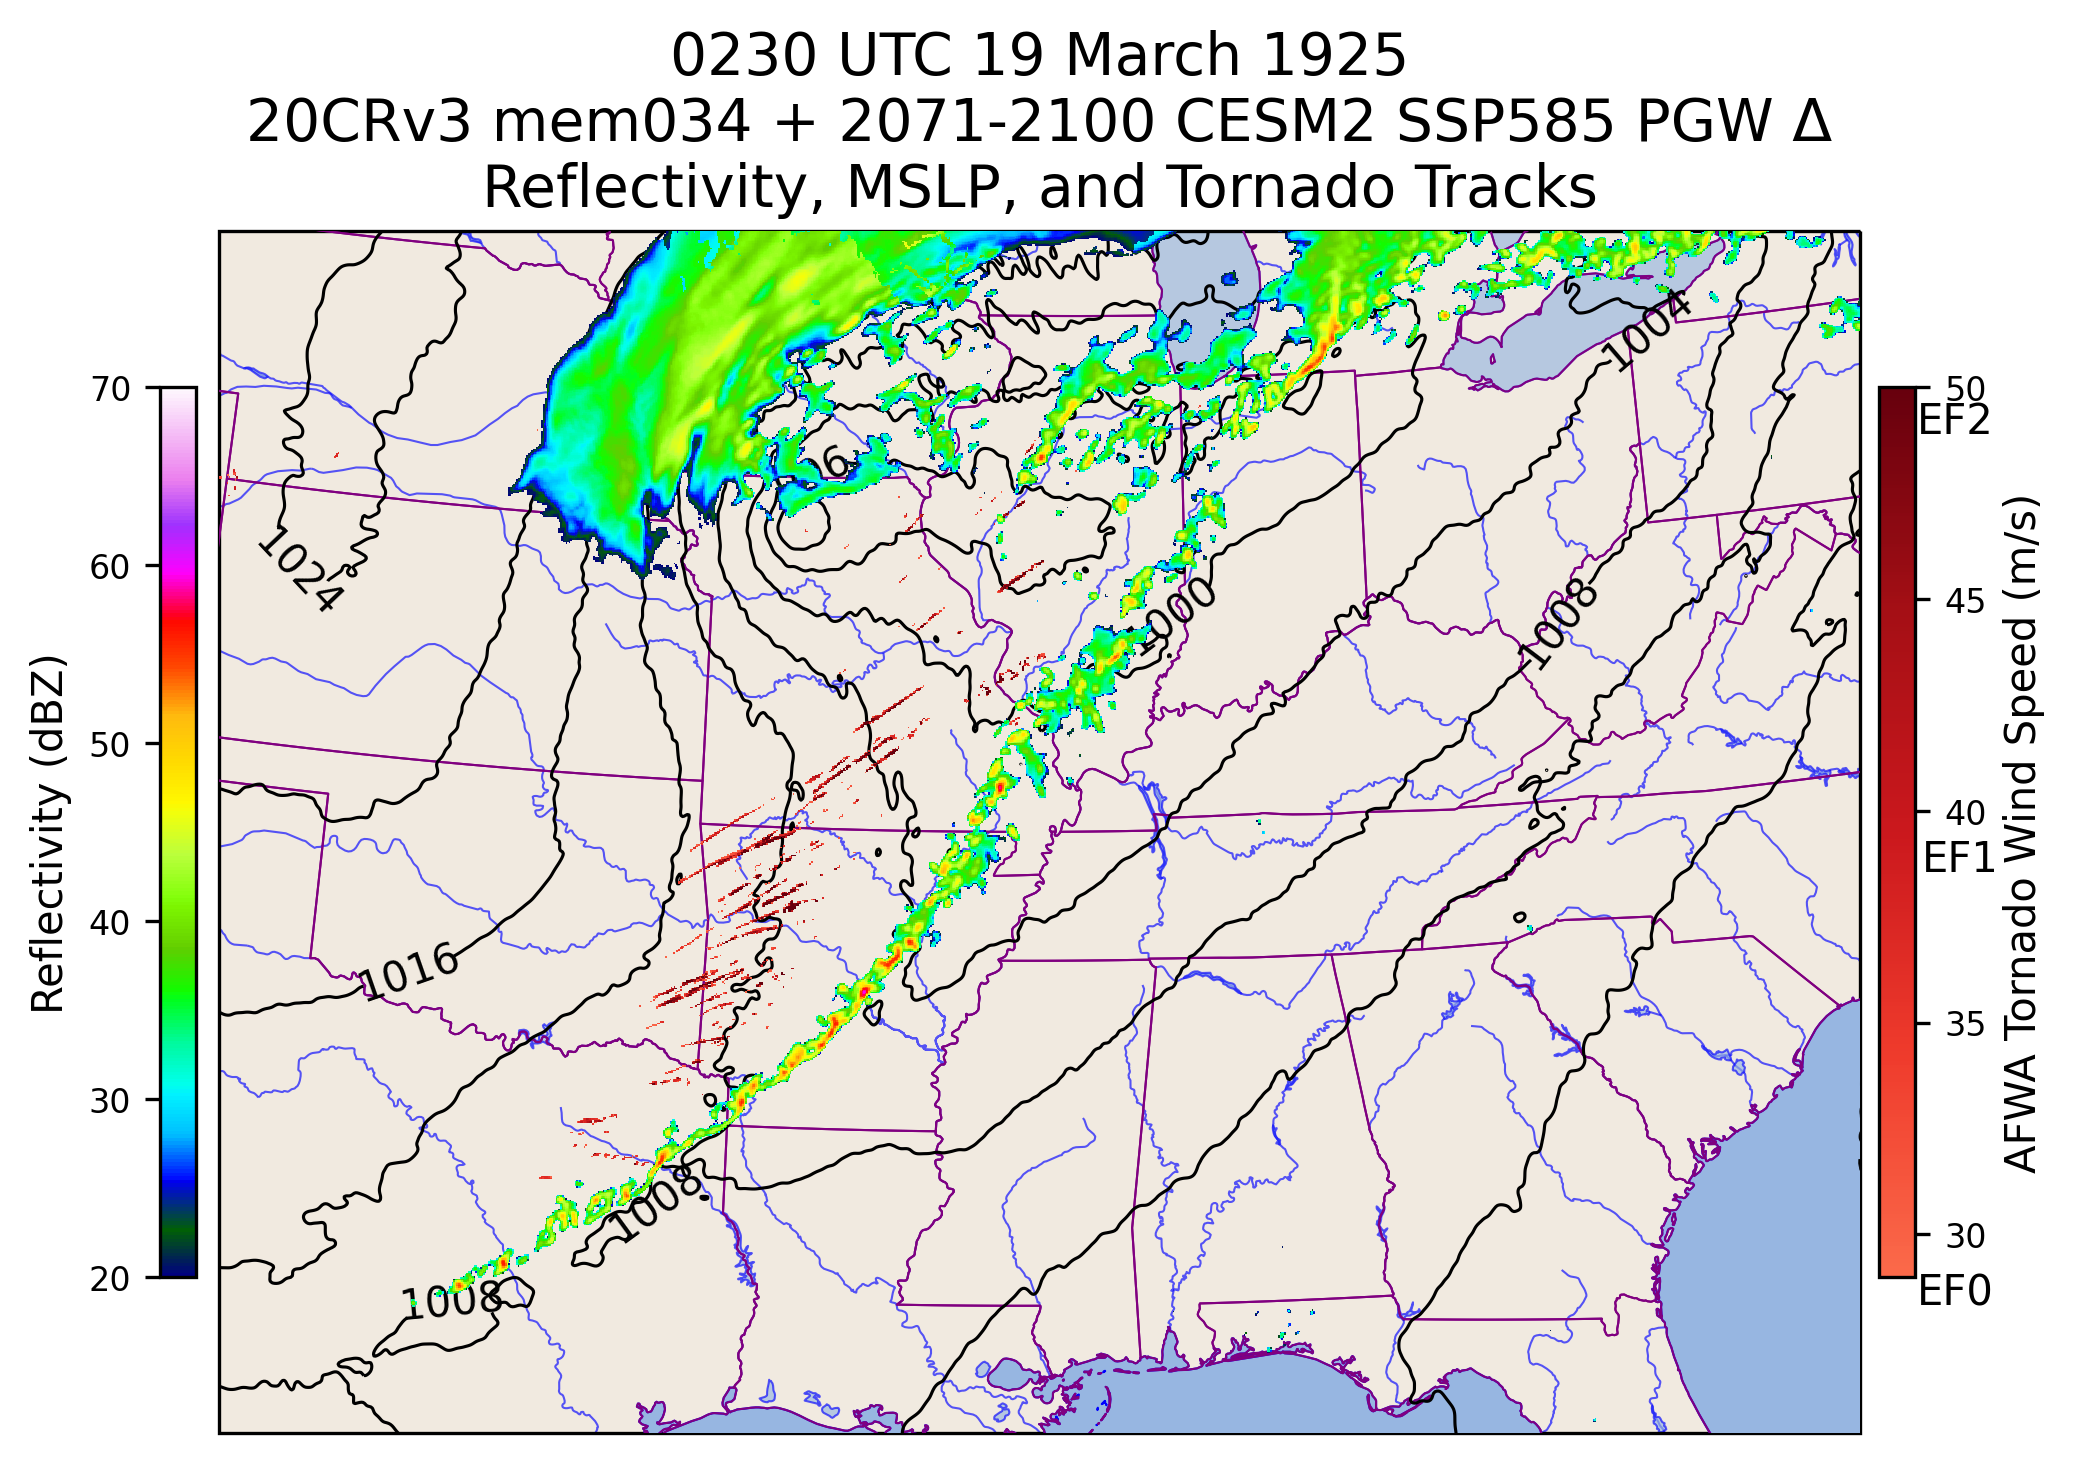 0230 UTC 19 March 1925
20CRv3 mem034 + 2071-2100 CESM2 SSP585 PGW Δ
Reflectivity, MSLP, and Tornado Tracks
Reflectivity (dBZ)
70
60
50
40
30
20
1024
1016
1008
1008
1000
1008
1004
6
50
EF2
45
40
EF1
35
30
EF0
AFWA Tornado Wind Speed (m/s)